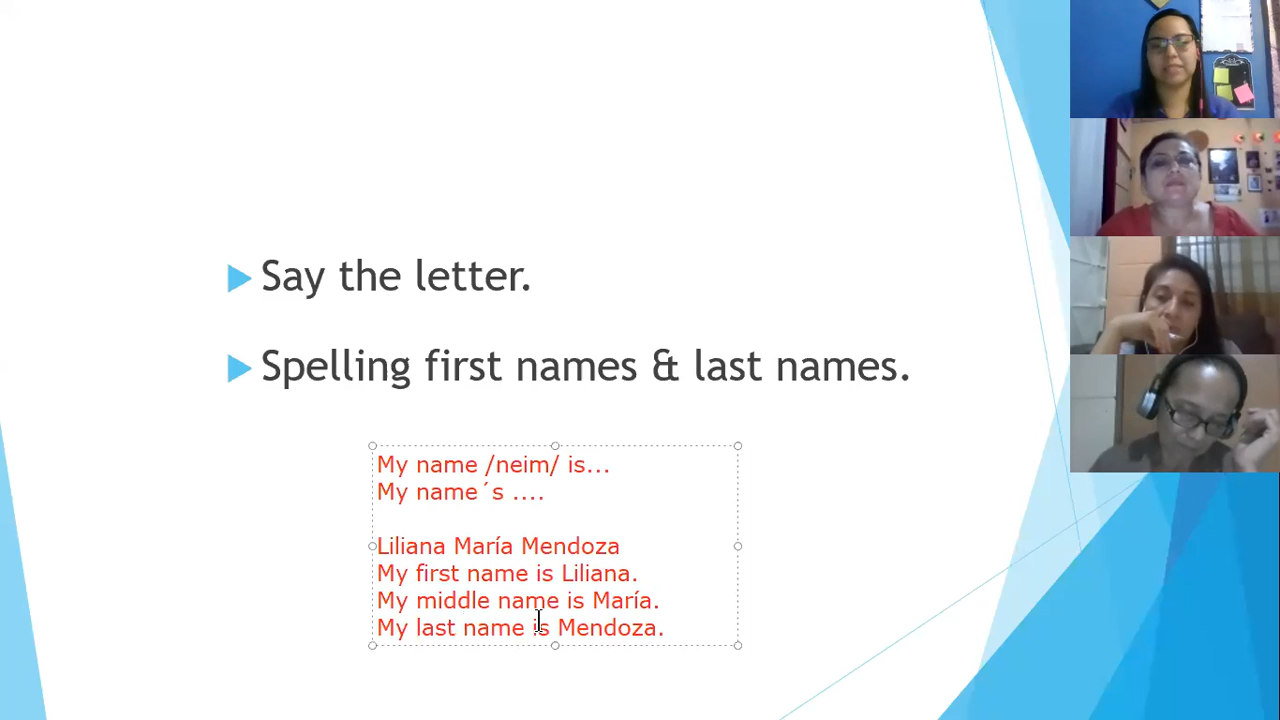 Say the letter.
Spelling first names & last names.
My name /neim/ is...
My name´s ....
Liliana María Mendoza
My first name is Liliana.
My middle name is María.
My last name is Mendoza.